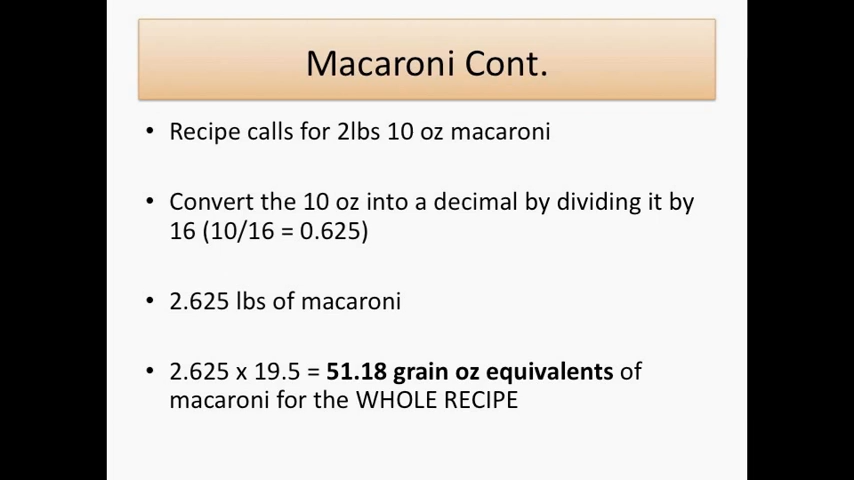 Macaroni Cont.
• Recipe calls for 2lbs 10 oz macaroni
• Convert the 10 oz into a decimal by dividing it by
16 (10/16 = 0.625)
• 2.625 lbs of macaroni
• 2.625 x 19.5 = 51.18 grain oz equivalents of
macaroni for the WHOLE RECIPE